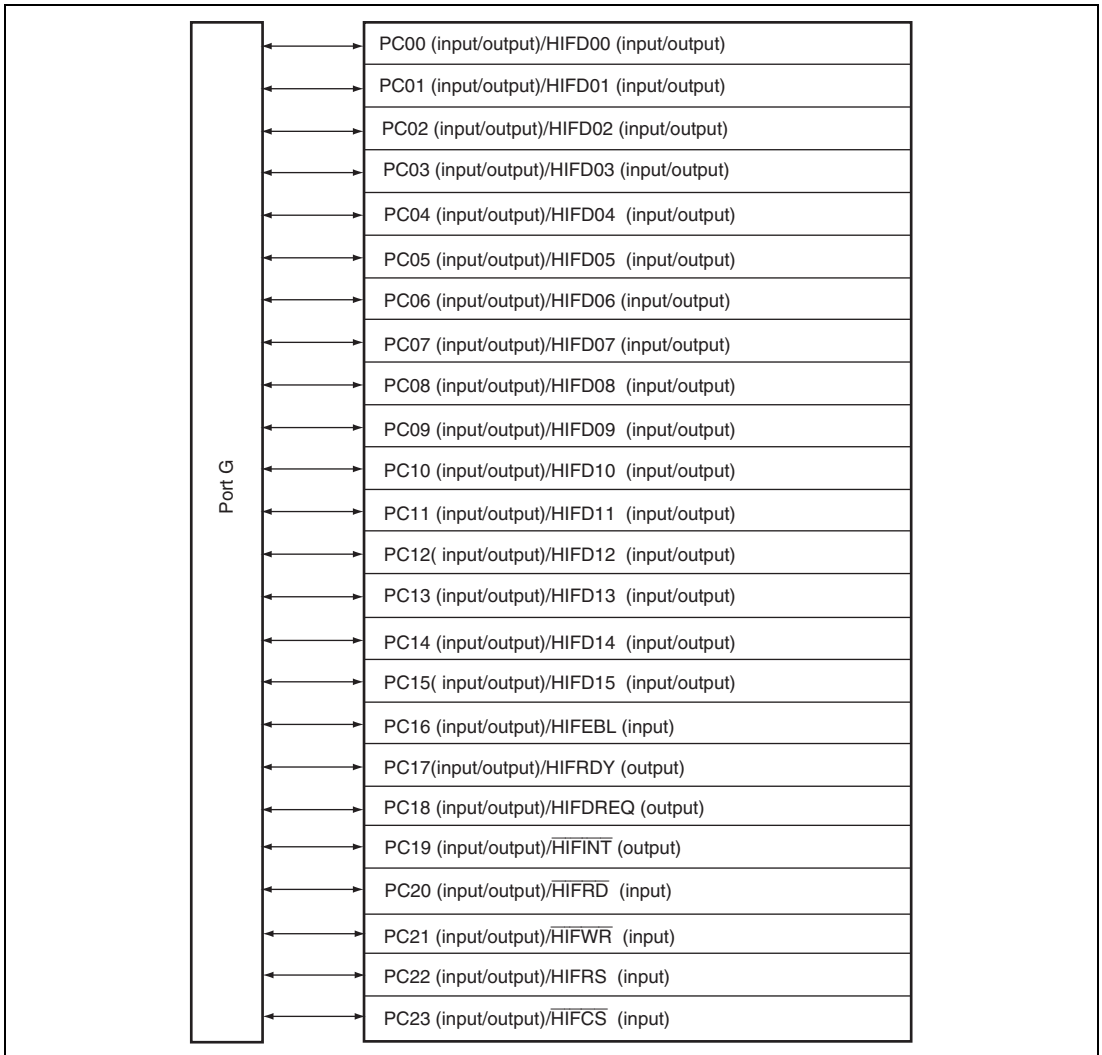 Port G
PC00 (input/output)/HIFD00 (input/output)
PC01 (input/output)/HIFD01 (input/output)
PC02 (input/output)/HIFD02 (input/output)
PC03 (input/output)/HIFD03 (input/output)
PC04 (input/output)/HIFD04 (input/output)
PC05 (input/output)/HIFD05 (input/output)
PC06 (input/output)/HIFD06 (input/output)
PC07 (input/output)/HIFD07 (input/output)
PC08 (input/output)/HIFD08 (input/output)
PC09 (input/output)/HIFD09 (input/output)
PC10 (input/output)/HIFD10 (input/output)
PC11 (input/output)/HIFD11 (input/output)
PC12( input/output)/HIFD12 (input/output)
PC13 (input/output)/HIFD13 (input/output)
PC14 (input/output)/HIFD14 (input/output)
PC15( input/output)/HIFD15 (input/output)
PC16 (input/output)/HIFEBL (input)
PC17(input/output)/HIFRDY (output)
PC18 (input/output)/HIFDREQ (output)
PC19 (input/output)/H̅I̅F̅I̅N̅T̅ (output)
PC20 (input/output)/H̅I̅F̅R̅D̅ (input)
PC21 (input/output)/H̅I̅F̅W̅R̅ (input)
PC22 (input/output)/HIFRS (input)
PC23 (input/output)/H̅I̅F̅C̅S̅ (input)